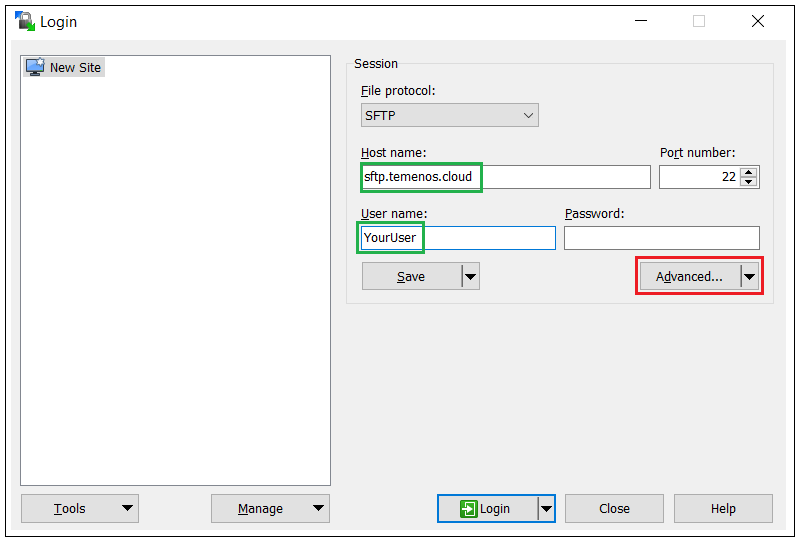 Login
New Site
Session
File protocol:
SFTP
Host name:
Port number:
sftp.temenos.cloud
22
User name:
Password:
YourUser
Save
Advanced...
Tools
Manage
Login
Close
Help